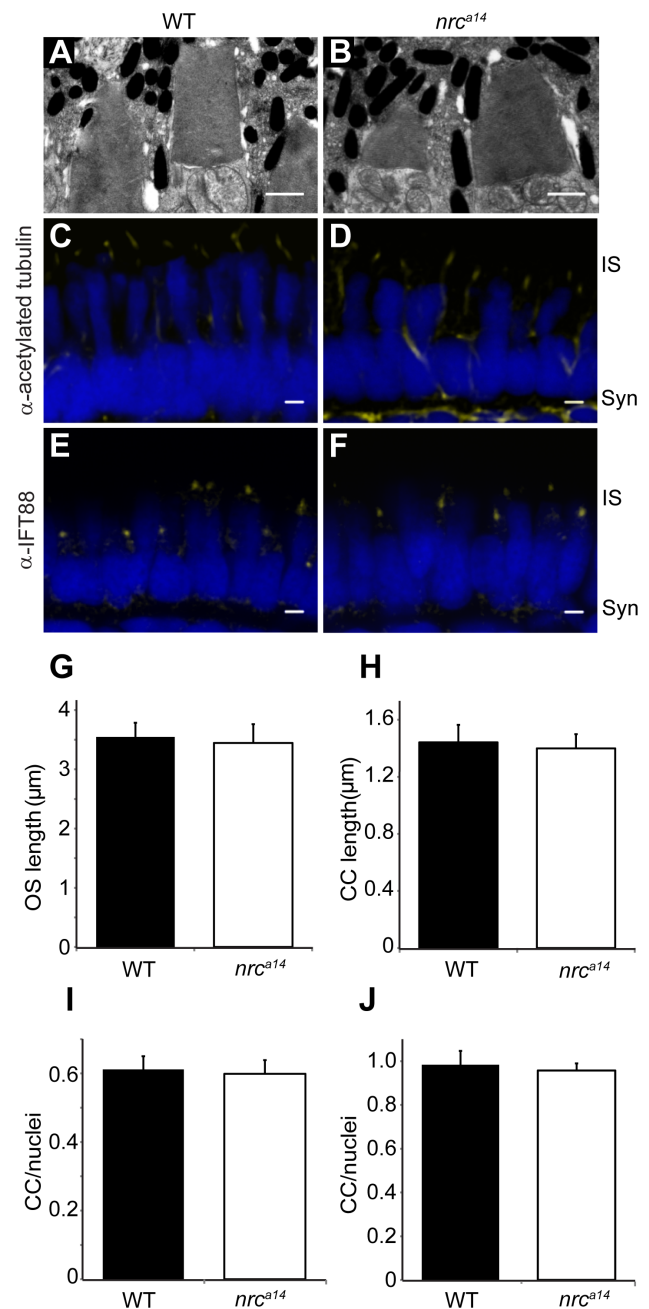 WT nrcᵃ¹⁴
A B
α-acetylated tubulin
C D IS
Syn
α-IFT88
E F IS
Syn
G H
OS length(μm)
4
3
2
1
0
WT nrcᵃ¹⁴
CC length(μm)
1.6
1.2
0.8
0.4
0
WT nrcᵃ¹⁴
I J
CC/nuclei
0.6
0.4
0.2
0
WT nrcᵃ¹⁴
CC/nuclei
1.0
0.8
0.6
0.4
0.2
0
WT nrcᵃ¹⁴